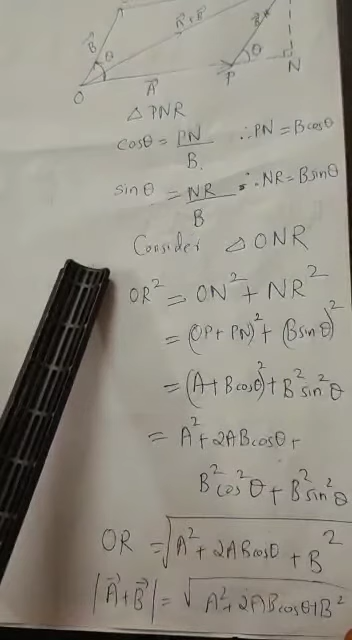 R
A⃗+B⃗
B⃗
B⃗
θ
θ
O
A⃗
P
N
△ PNR
cosθ = PN/B ∴PN = Bcosθ
sinθ = NR/B ∴NR = Bsinθ
Consider △ ONR
OR² = ON² + NR²
= (OP + PN)² + (Bsinθ)²
= (A + Bcosθ)² + B²sin²θ
= A² + 2ABcosθ +
B²cos²θ + B²sin²θ
OR = √A² + 2ABcosθ + B²
|A⃗+B⃗| = √A²+2ABcosθ+B²